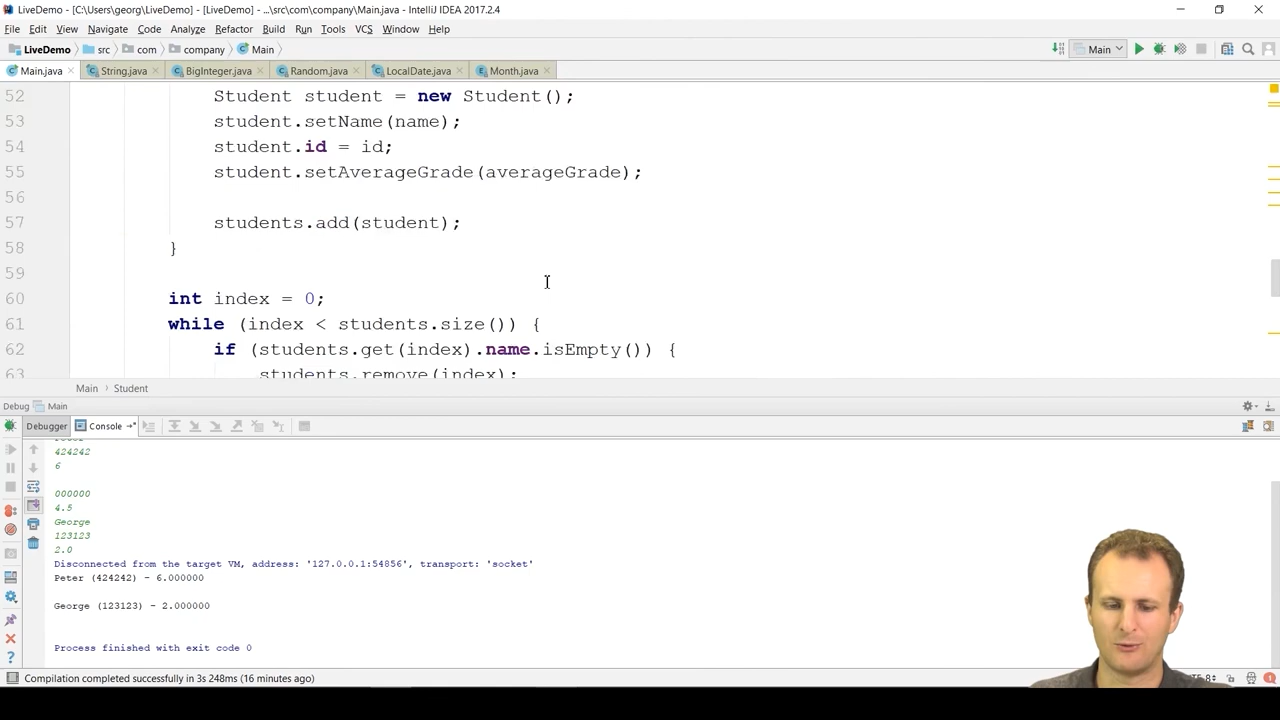 LiveDemo - [C:\Users\georg\LiveDemo] - [LiveDemo] - ...\src\com\company\Main.java - IntelliJ IDEA 2017.2.4
File Edit View Navigate Code Analyze Refactor Build Run Tools VCS Window Help
LiveDemo src com company Main Main
Main.java String.java BigInteger.java Random.java LocalDate.java Month.java
52 Student student = new Student();
53 student.setName(name);
54 student.id = id;
55 student.setAverageGrade(averageGrade);
56
57 students.add(student);
58 }
59
60 int index = 0;
61 while (index < students.size()) {
62 if (students.get(index).name.isEmpty()) {
63 students.remove(index);
Main Student
Debug Main
Debugger Console
424242
6
000000
4.5
George
123123
2.0
Disconnected from the target VM, address: '127.0.0.1:54856', transport: 'socket'
Peter (424242) - 6.000000
George (123123) - 2.000000
Process finished with exit code 0
Compilation completed successfully in 3s 248ms (16 minutes ago)